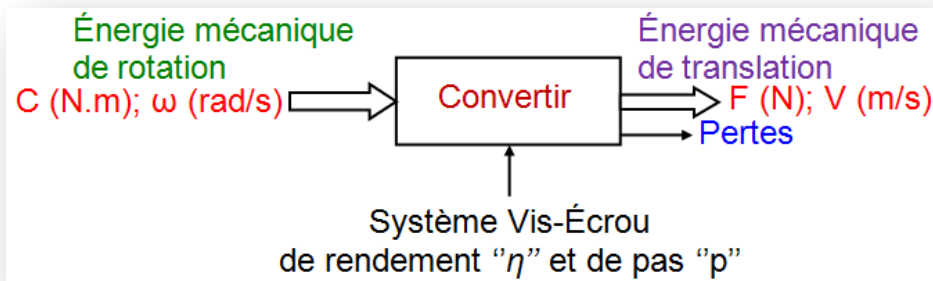 Énergie mécanique
de rotation
C (N.m); ω (rad/s)
Convertir
Énergie mécanique
de translation
F (N); V (m/s)
Pertes
Système Vis-Écrou
de rendement ‘‘η’’ et de pas ‘‘p’’